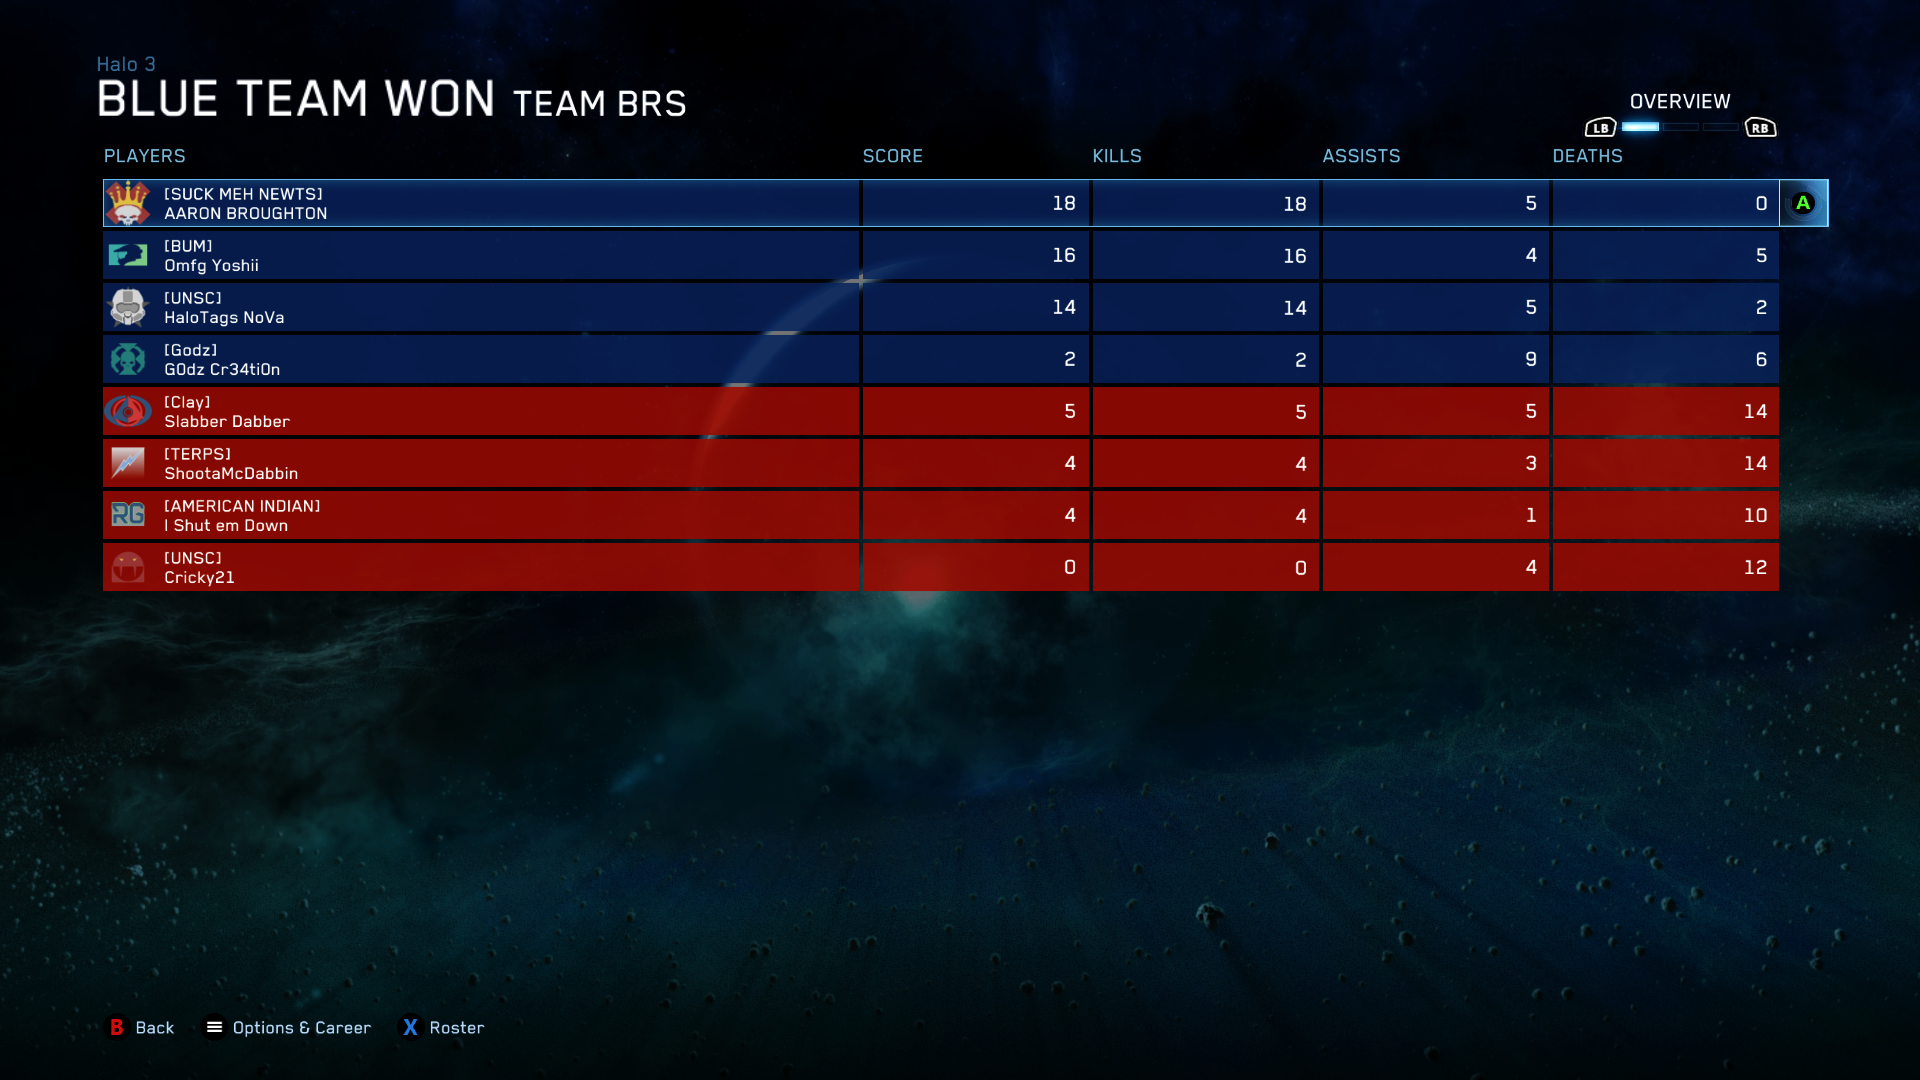 Halo 3
BLUE TEAM WON TEAM BRS
OVERVIEW
LB RB
PLAYERS SCORE KILLS ASSISTS DEATHS
[SUCK MEH NEWTS]
AARON BROUGHTON 18 18 5 0 A
[BUM]
Omfg Yoshii 16 16 4 5
[UNSC]
HaloTags NoVa 14 14 5 2
[Godz]
G0dz Cr34ti0n 2 2 9 6
[Clay]
Slabber Dabber 5 5 5 14
[TERPS]
ShootaMcDabbin 4 4 3 14
RG [AMERICAN INDIAN]
I Shut em Down 4 4 1 10
[UNSC]
Cricky21 0 0 4 12
B Back Options & Career X Roster